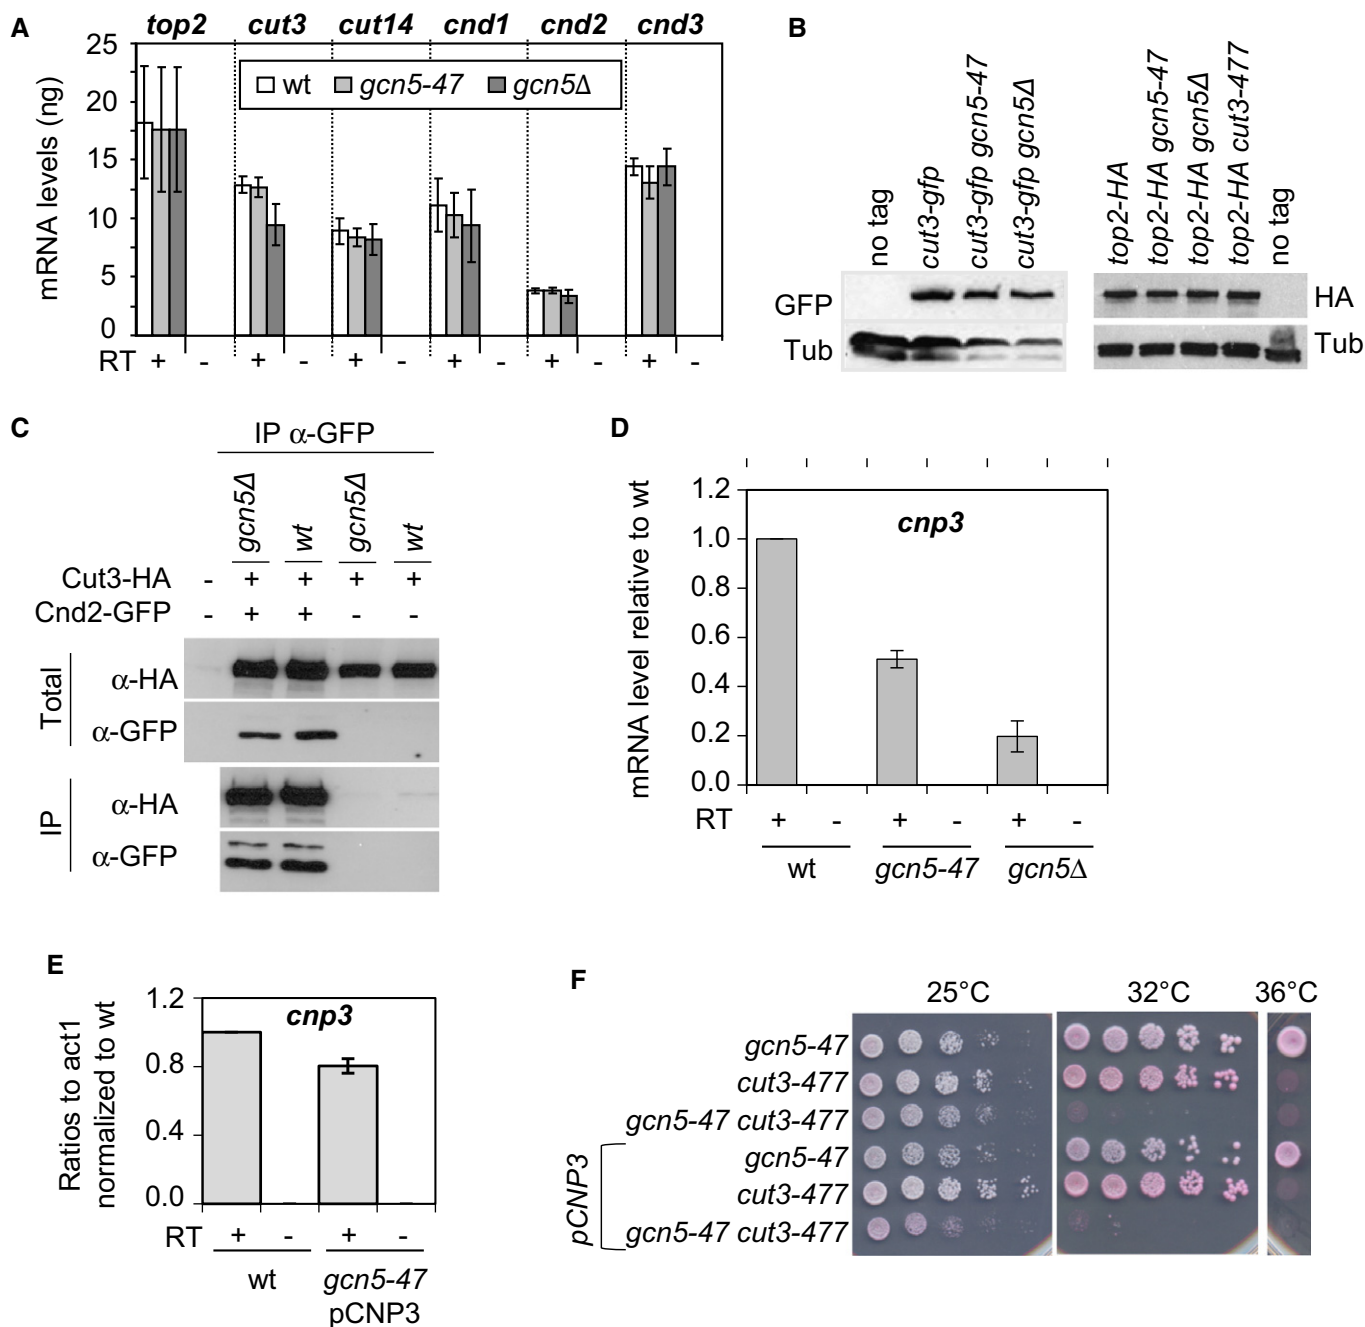 A
top2 cut3 cut14 cnd1 cnd2 cnd3
mRNA levels (ng)
25
20
15
10
5
0
wt gcn5-47 gcn5Δ
RT + - + - + - + - + - + -
B
no tag
cut3-gfp
cut3-gfp gcn5-47
cut3-gfp gcn5Δ
GFP
Tub
top2-HA
top2-HA gcn5-47
top2-HA gcn5Δ
top2-HA cut3-477
no tag
HA
Tub
C
IP α-GFP
gcn5Δ wt gcn5Δ wt
Cut3-HA - + + + +
Cnd2-GFP - + + - -
Total
α-HA
α-GFP
IP
α-HA
α-GFP
D
mRNA level relative to wt
1.2
1.0
0.8
0.6
0.4
0.2
0.0
cnp3
RT + - + - + -
wt gcn5-47 gcn5Δ
E
Ratios to act1
normalized to wt
1.2
0.8
0.4
0.0
cnp3
RT + - + -
wt gcn5-47
pCNP3
F
25°C 32°C 36°C
gcn5-47
cut3-477
gcn5-47 cut3-477
pCNP3
gcn5-47
cut3-477
gcn5-47 cut3-477